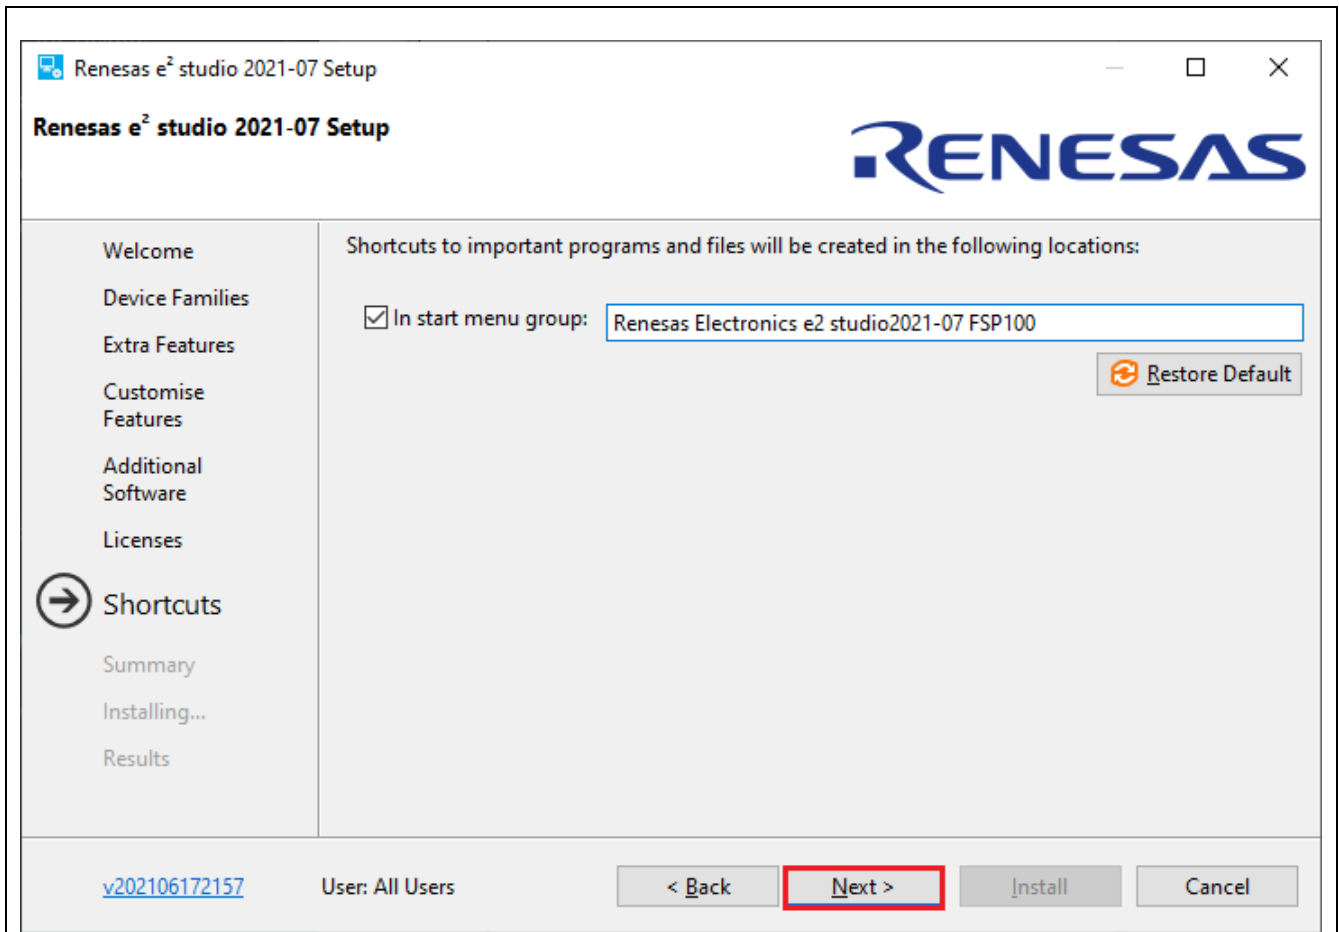 Renesas e² studio 2021-07 Setup
Renesas e² studio 2021-07 Setup
RENESAS
Welcome
Device Families
Extra Features
Customise
Features
Additional
Software
Licenses
Shortcuts
Summary
Installing...
Results
Shortcuts to important programs and files will be created in the following locations:
In start menu group: Renesas Electronics e2 studio2021-07 FSP100
Restore Default
v202106172157 User: All Users < Back Next > Install Cancel